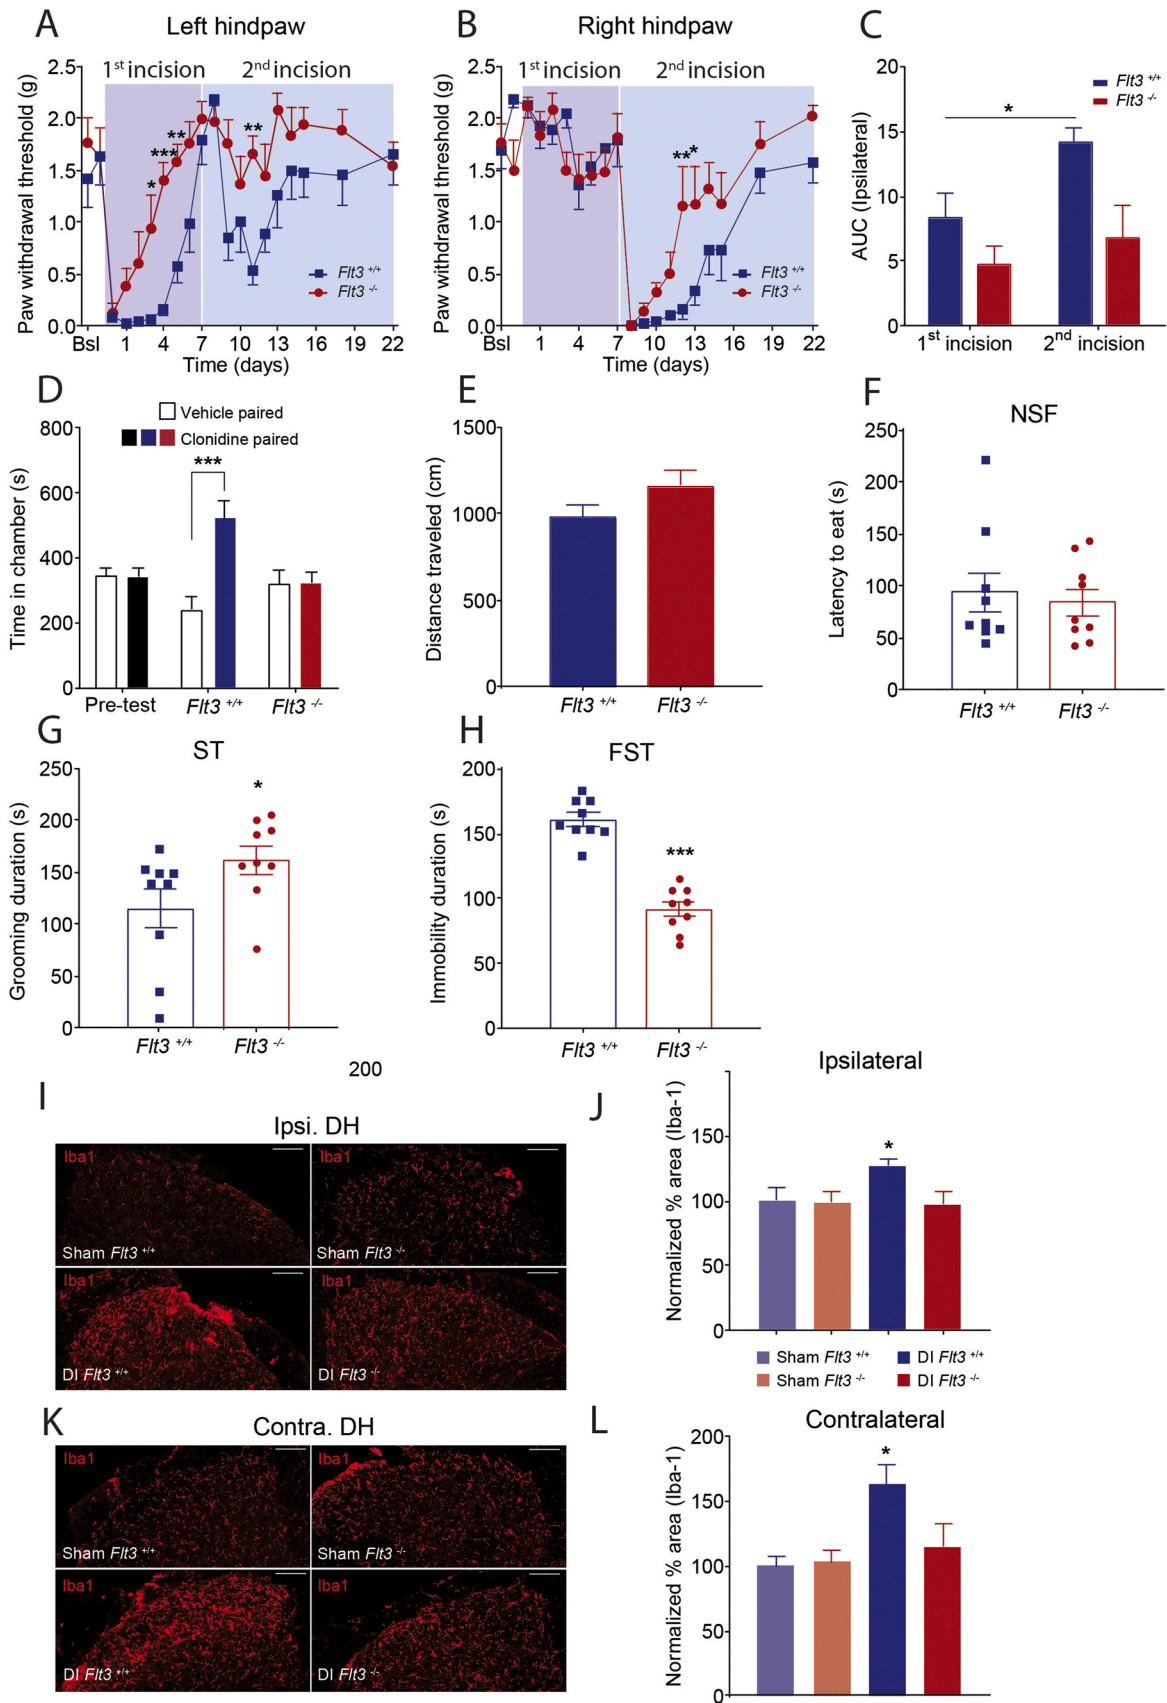 A
Left hindpaw
Paw withdrawal threshold (g)
2.5
2.0
1.5
1.0
0.5
0.0
1st incision
2nd incision
*
***
**
**
Flt3 +/+
Flt3 -/-
Bsl 1 4 7 10 13 16 19 22
Time (days)
B
Right hindpaw
Paw withdrawal threshold (g)
2.5
2.0
1.5
1.0
0.5
0.0
1st incision
2nd incision
** *
Flt3 +/+
Flt3 -/-
Bsl 1 4 7 10 13 16 19 22
Time (days)
C
AUC (Ipsilateral)
20
15
10
5
0
*
Flt3 +/+
Flt3 -/-
1st incision 2nd incision
D
Vehicle paired
Clonidine paired
Time in chamber (s)
800
600
400
200
0
***
Pre-test Flt3 +/+ Flt3 -/-
E
Distance traveled (cm)
1500
1000
500
0
Flt3 +/+ Flt3 -/-
F
NSF
Latency to eat (s)
250
200
150
100
50
0
Flt3 +/+ Flt3 -/-
G
ST
Grooming duration (s)
250
200
150
100
50
0
*
Flt3 +/+ Flt3 -/-
200
H
FST
Immobility duration (s)
200
150
100
50
0
***
Flt3 +/+ Flt3 -/-
I
Ipsi. DH
Iba1
Sham Flt3 +/+
Iba1
Sham Flt3 -/-
Iba1
DI Flt3 +/+
Iba1
DI Flt3 -/-
J
Ipsilateral
Normalized % area (Iba-1)
150
100
50
0
*
Sham Flt3 +/+ DI Flt3 +/+
Sham Flt3 -/- DI Flt3 -/-
K
Contra. DH
Iba1
Sham Flt3 +/+
Iba1
Sham Flt3 -/-
Iba1
DI Flt3 +/+
Iba1
DI Flt3 -/-
L
Contralateral
Normalized % area (Iba-1)
200
150
100
50
0
*